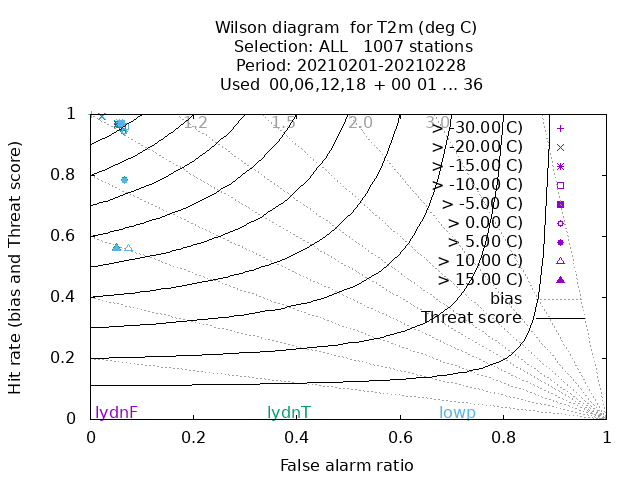 Wilson diagram for T2m (deg C)
Selection: ALL 1007 stations
Period: 20210201-20210228
Used 00,06,12,18 + 00 01 ... 36
Hit rate (bias and Threat score)
1
0.8
0.6
0.4
0.2
0
1.2
1.5
2.0
3.0
> -30.00 C)
> -20.00 C)
> -15.00 C)
> -10.00 C)
> -5.00 C)
> 0.00 C)
> 5.00 C)
> 10.00 C)
> 15.00 C)
bias
Threat score
lydnF
lydnT
lowp
0 0.2 0.4 0.6 0.8 1
False alarm ratio